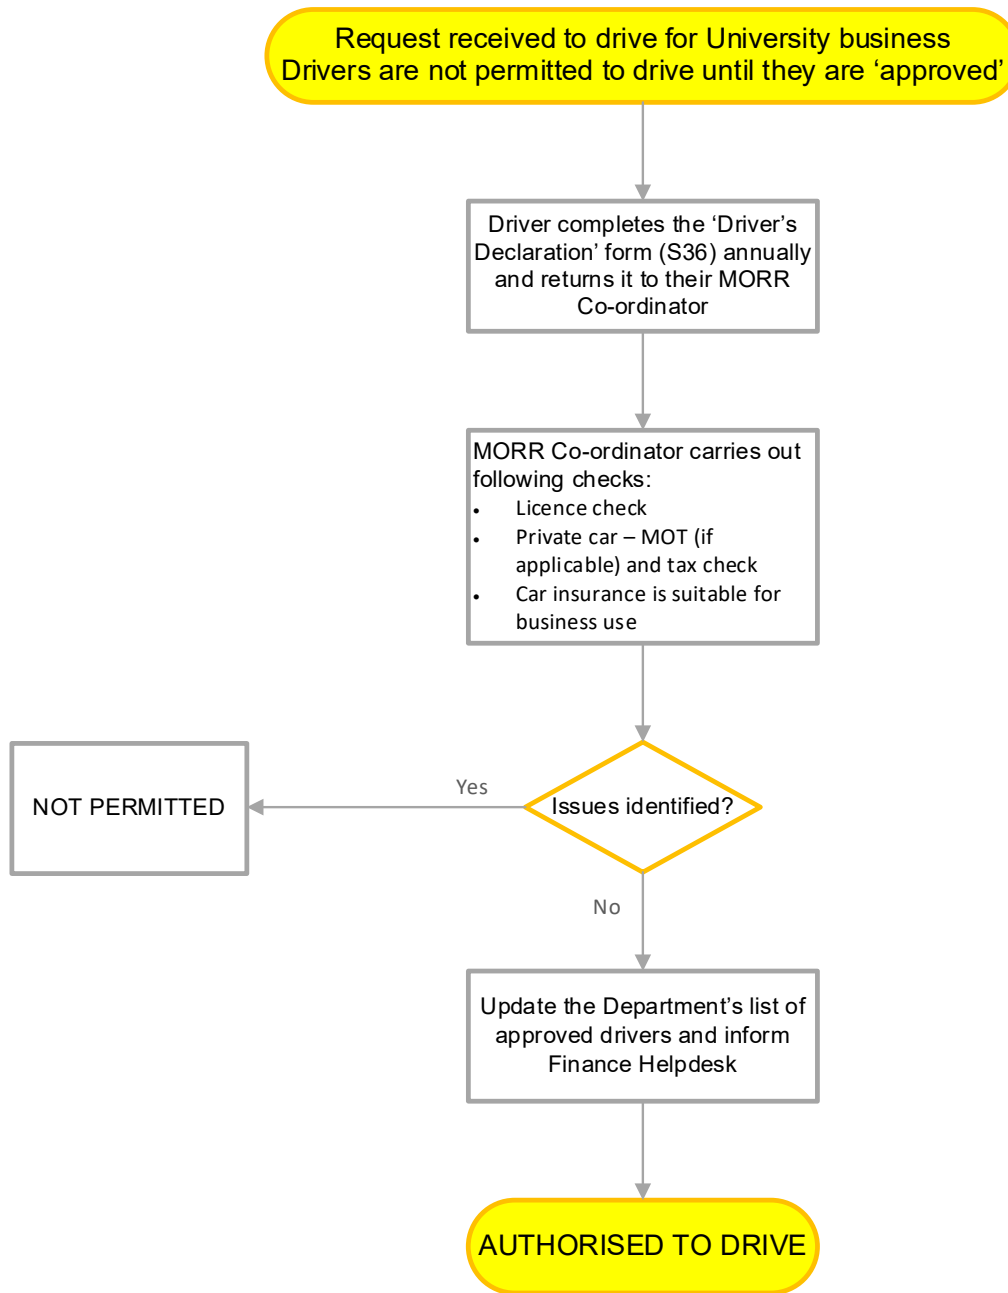 Request received to drive for University business
Drivers are not permitted to drive until they are ‘approved’
Driver completes the ‘Driver’s
Declaration’ form (S36) annually
and returns it to their MORR
Co-ordinator
MORR Co-ordinator carries out
following checks:
• Licence check
• Private car – MOT (if
applicable) and tax check
• Car insurance is suitable for
business use
Issues identified?
Yes
NOT PERMITTED
No
Update the Department’s list of
approved drivers and inform
Finance Helpdesk
AUTHORISED TO DRIVE